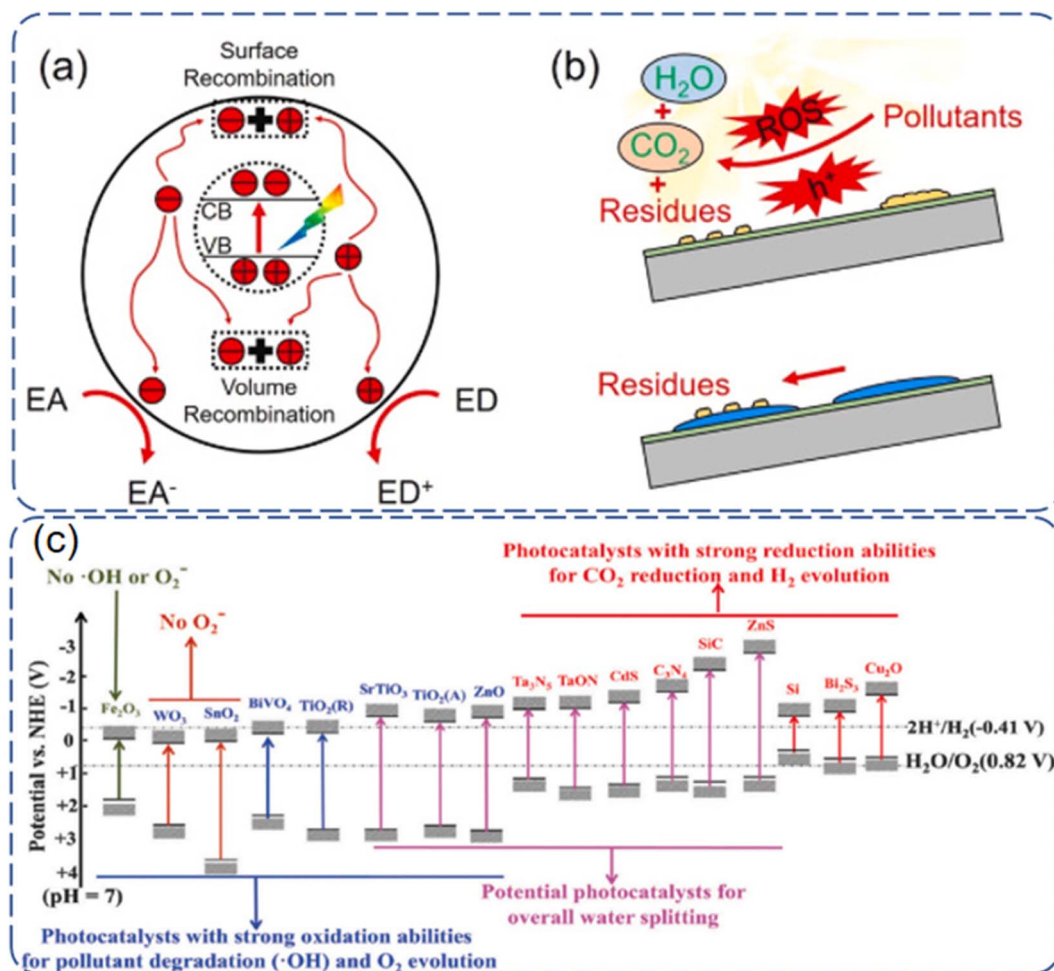 (a)
Surface
Recombination
CB
VB
Volume
Recombination
EA
ED
EA⁻
ED⁺
(b)
H₂O
+
CO₂
+
Residues
ROS
Pollutants
h⁺
Residues
(c)
Photocatalysts with strong reduction abilities
for CO₂ reduction and H₂ evolution
No ·OH or O₂⁻
No O₂⁻
Potential vs. NHE (V)
-3
-2
-1
0
+1
+2
+3
+4
(pH = 7)
Fe₂O₃
WO₃
SnO₂
BiVO₄
TiO₂(R)
SrTiO₃
TiO₂(A)
ZnO
Ta₃N₅
TaON
CdS
C₃N₄
SiC
ZnS
Si
Bi₂S₃
Cu₂O
2H⁺/H₂(-0.41 V)
H₂O/O₂(0.82 V)
Potential photocatalysts for
overall water splitting
Photocatalysts with strong oxidation abilities
for pollutant degradation (·OH) and O₂ evolution